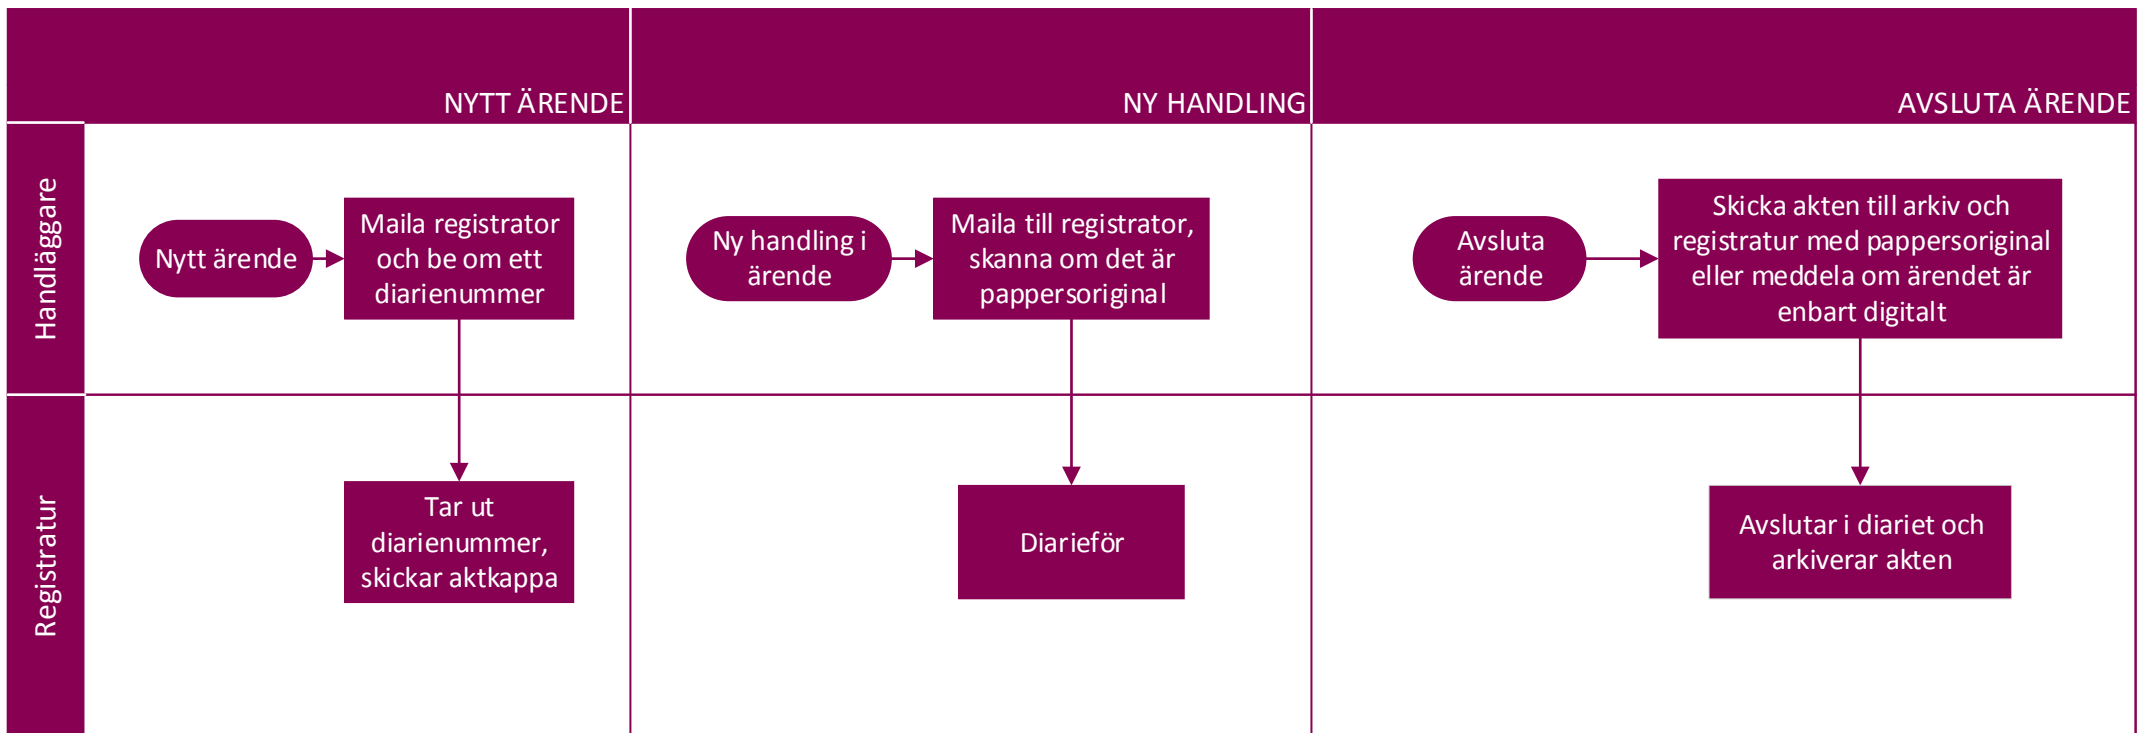 NYTT ÄRENDE
NY HANDLING
AVSLUTA ÄRENDE
Handläggare
Nytt ärende
Maila registrator
och be om ett
diarienummer
Ny handling i
ärende
Maila till registrator,
skanna om det är
pappersoriginal
Avsluta
ärende
Skicka akten till arkiv och
registratur med pappersoriginal
eller meddela om ärendet är
enbart digitalt
Registratur
Tar ut
diarienummer,
skickar aktkappa
Diarieför
Avslutar i diariet och
arkiverar akten